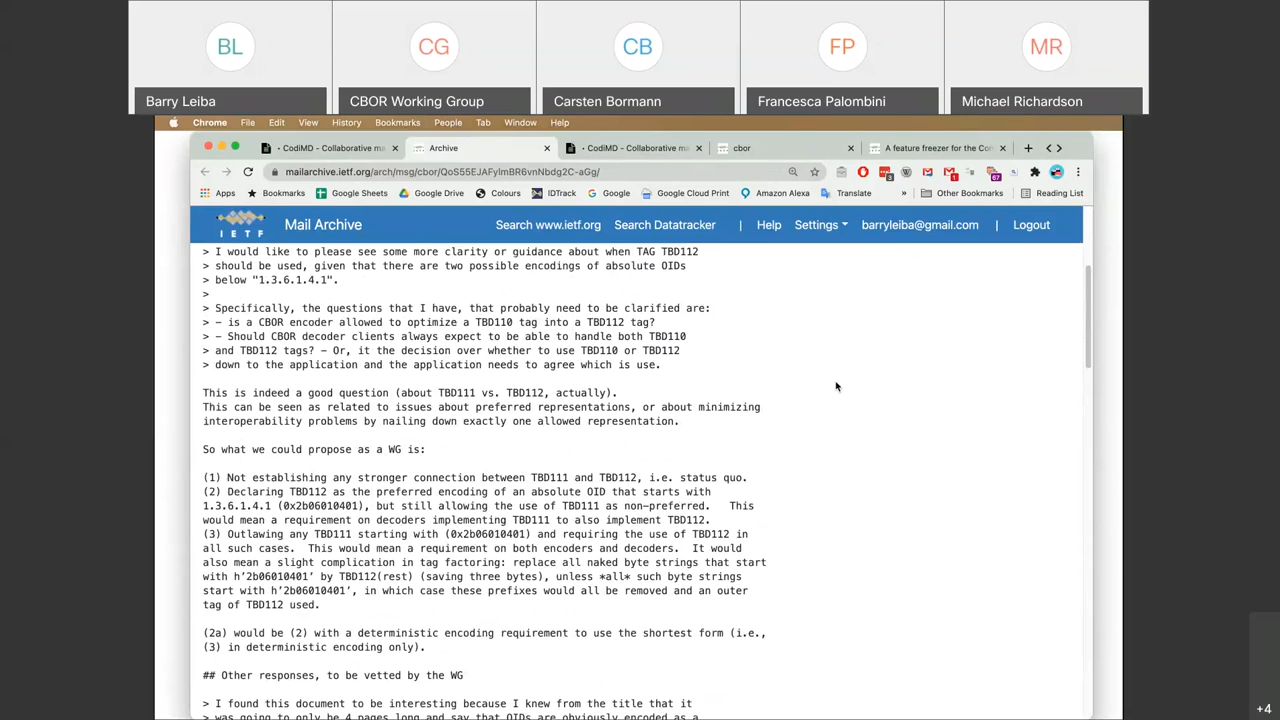 BL
CG
CB
FP
MR
Barry Leiba
CBOR Working Group
Carsten Bormann
Francesca Palombini
Michael Richardson
Chrome File Edit View History Bookmarks People Tab Window Help
· CodiMD - Collaborative ma
Archive
· CodiMD - Collaborative ma
cbor
A feature freezer for the Con
mailarchive.ietf.org/arch/msg/cbor/QoS55EJAFylmBR6vnNbdg2C-aGg/
Apps Bookmarks Google Sheets Google Drive Colours IDTrack Google Google Cloud Print Amazon Alexa Translate » Other Bookmarks Reading List
IETF
Mail Archive
Search www.ietf.org Search Datatracker | Help Settings barryleiba@gmail.com | Logout
> I would like to please see some more clarity or guidance about when TAG TBD112
> should be used, given that there are two possible encodings of absolute OIDs
> below "1.3.6.1.4.1".
>
> Specifically, the questions that I have, that probably need to be clarified are:
> - is a CBOR encoder allowed to optimize a TBD110 tag into a TBD112 tag?
> - Should CBOR decoder clients always expect to be able to handle both TBD110
> and TBD112 tags? - Or, it the decision over whether to use TBD110 or TBD112
> down to the application and the application needs to agree which is use.
This is indeed a good question (about TBD111 vs. TBD112, actually).
This can be seen as related to issues about preferred representations, or about minimizing
interoperability problems by nailing down exactly one allowed representation.
So what we could propose as a WG is:
(1) Not establishing any stronger connection between TBD111 and TBD112, i.e. status quo.
(2) Declaring TBD112 as the preferred encoding of an absolute OID that starts with
1.3.6.1.4.1 (0x2b06010401), but still allowing the use of TBD111 as non-preferred. This
would mean a requirement on decoders implementing TBD111 to also implement TBD112.
(3) Outlawing any TBD111 starting with (0x2b06010401) and requiring the use of TBD112 in
all such cases. This would mean a requirement on both encoders and decoders. It would
also mean a slight complication in tag factoring: replace all naked byte strings that start
with h'2b06010401' by TBD112(rest) (saving three bytes), unless *all* such byte strings
start with h'2b06010401', in which case these prefixes would all be removed and an outer
tag of TBD112 used.
(2a) would be (2) with a deterministic encoding requirement to use the shortest form (i.e.,
(3) in deterministic encoding only).
## Other responses, to be vetted by the WG
> I found this document to be interesting because I knew from the title that it
> was going to only be 4 pages long and say that OIDs are obviously encoded as a
+4